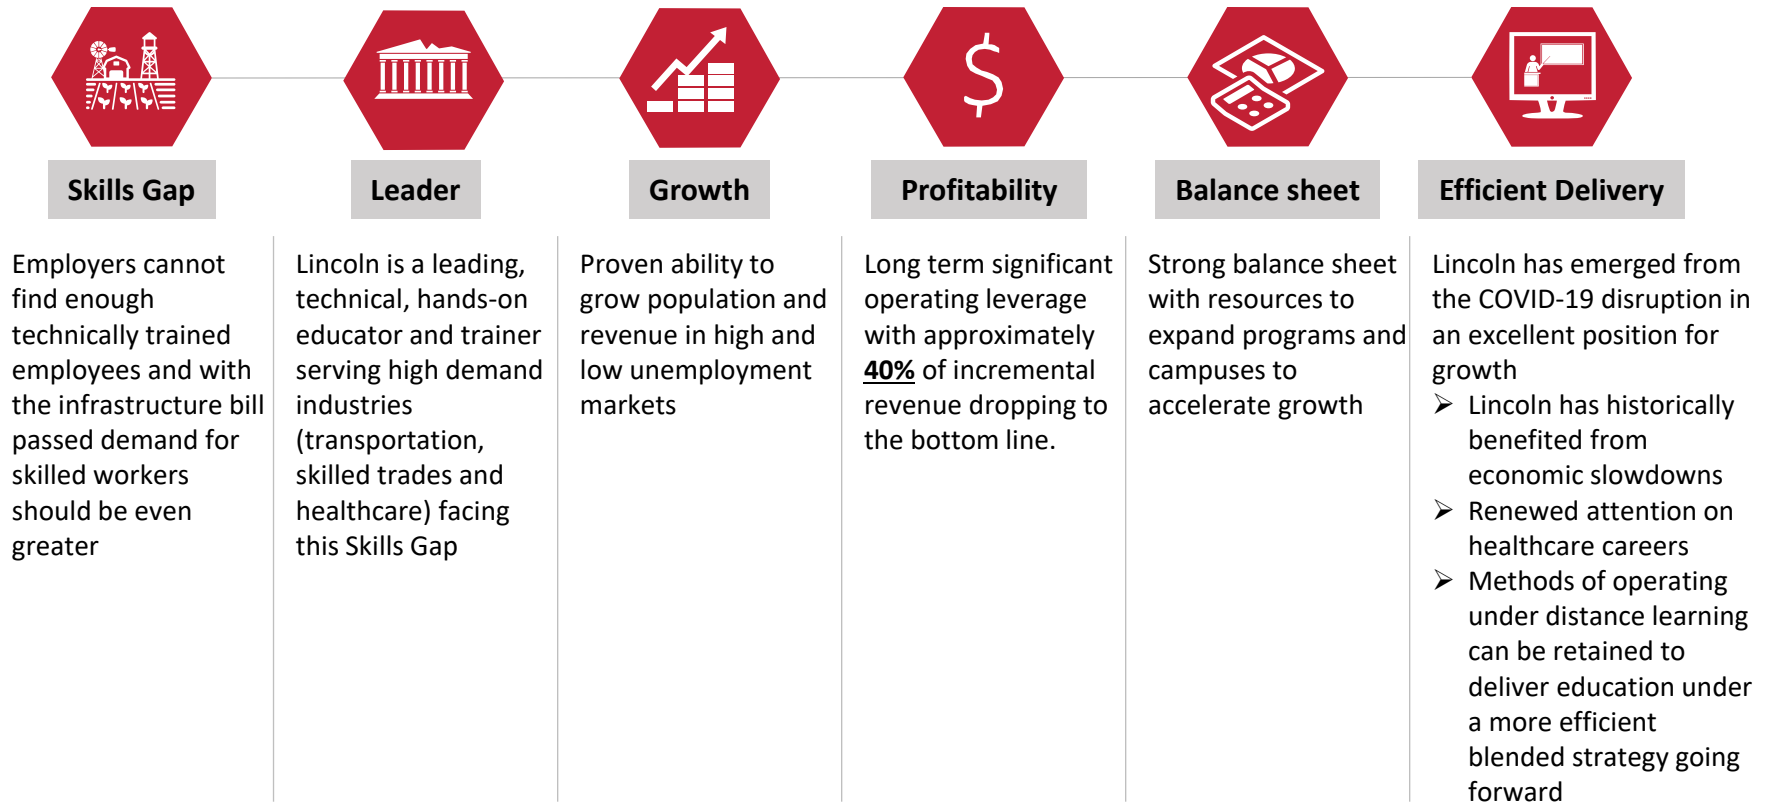 Skills Gap
Employers cannot
find enough
technically trained
employees and with
the infrastructure bill
passed demand for
skilled workers
should be even
greater
Leader
Lincoln is a leading,
technical, hands-on
educator and trainer
serving high demand
industries
(transportation,
skilled trades and
healthcare) facing
this Skills Gap
Growth
Proven ability to
grow population and
revenue in high and
low unemployment
markets
$
Profitability
Long term significant
operating leverage
with approximately
40% of incremental
revenue dropping to
the bottom line.
Balance sheet
Strong balance sheet
with resources to
expand programs and
campuses to
accelerate growth
Efficient Delivery
Lincoln has emerged from
the COVID-19 disruption in
an excellent position for
growth
➢ Lincoln has historically
benefited from
economic slowdowns
➢ Renewed attention on
healthcare careers
➢ Methods of operating
under distance learning
can be retained to
deliver education under
a more efficient
blended strategy going
forward